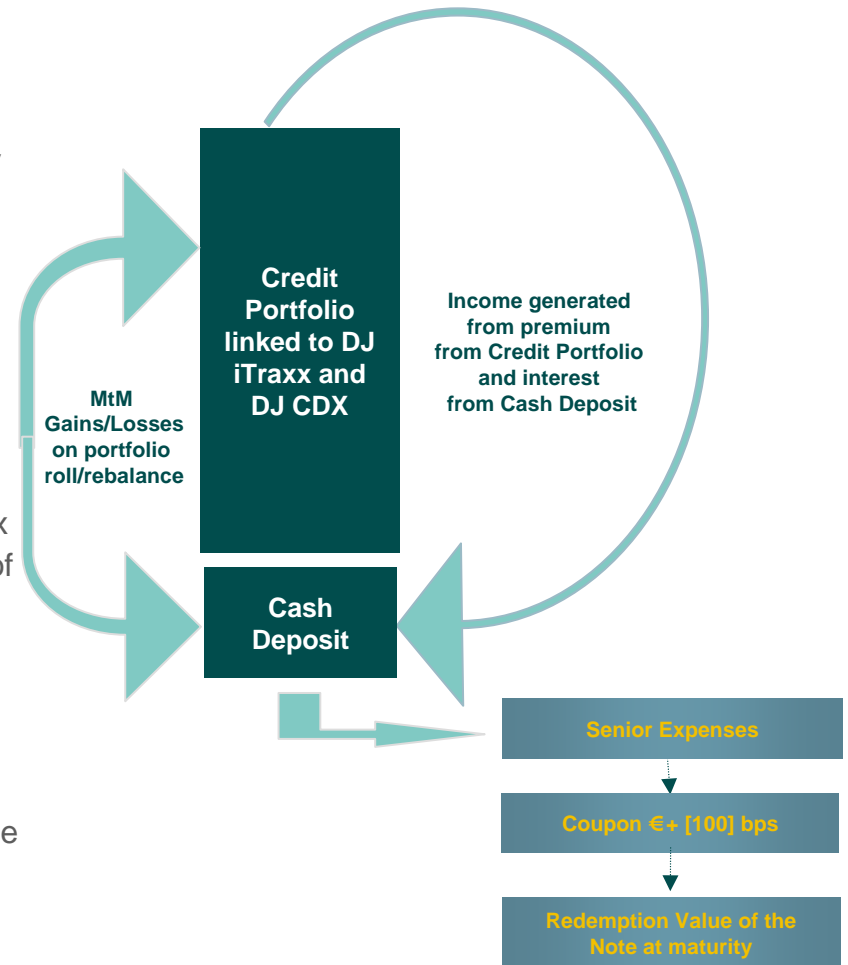 Credit
Portfolio
linked to DJ
iTraxx and
DJ CDX
Income generated
from premium
from Credit Portfolio
and interest
from Cash Deposit
MtM
Gains/Losses
on portfolio
roll/rebalance
x
of
Cash
Deposit
Senior Expenses
Coupon €+ [100] bps
e
Redemption Value of the
Note at maturity